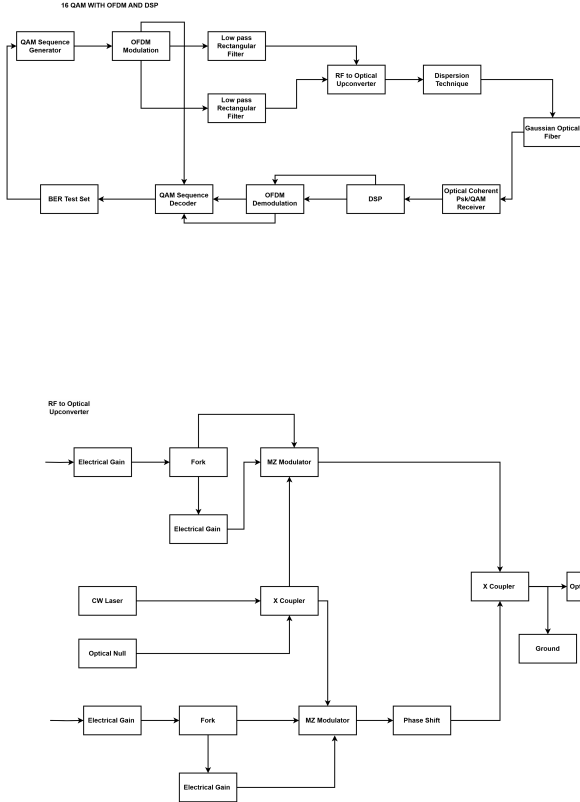 16 QAM WITH OFDM AND DSP
QAM Sequence
Generator
OFDM
Modulation
Low pass
Rectangular
Filter
Low pass
Rectangular
Filter
RF to Optical
Upconverter
Dispersion
Technique
Gaussian Optical
Fiber
BER Test Set
QAM Sequence
Decoder
OFDM
Demodulation
DSP
Optical Coherent
Psk/QAM
Receiver
RF to Optical
Upconverter
Electrical Gain
Fork
MZ Modulator
Electrical Gain
CW Laser
X Coupler
X Coupler
Optical Null
Ground
Electrical Gain
Fork
MZ Modulator
Phase Shift
Electrical Gain